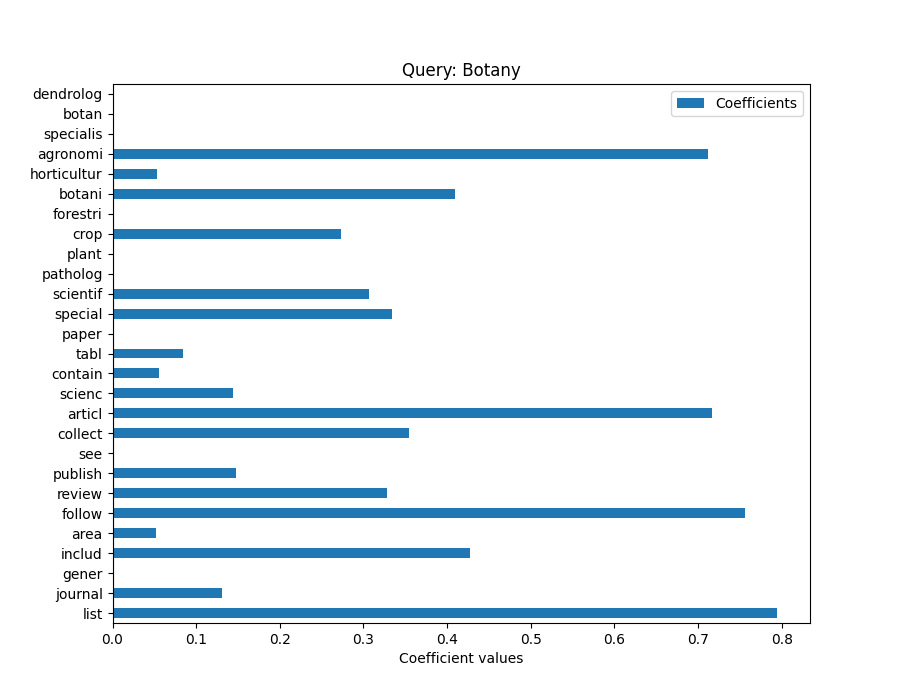 Query: Botany
Coefficients
dendrolog
botan
specialis
agronomi
horticultur
botani
forestri
crop
plant
patholog
scientif
special
paper
tabl
contain
scienc
articl
collect
see
publish
review
follow
area
includ
gener
journal
list
0.0 0.1 0.2 0.3 0.4 0.5 0.6 0.7 0.8
Coefficient values